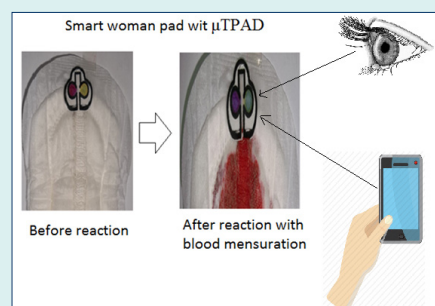 Smart woman pad wit µTPAD
Before reaction
After reaction with
blood mensuration